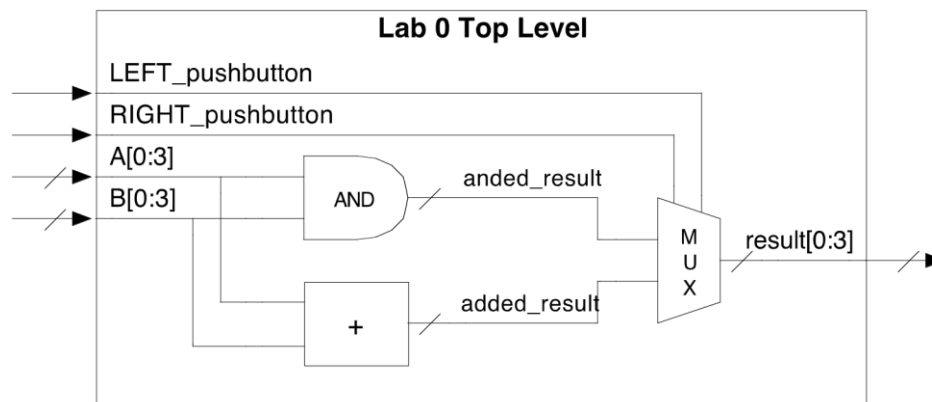 Lab 0 Top Level
LEFT_pushbutton
RIGHT_pushbutton
A[0:3]
B[0:3]
AND
anded_result
+
added_result
M
U
X
result[0:3]